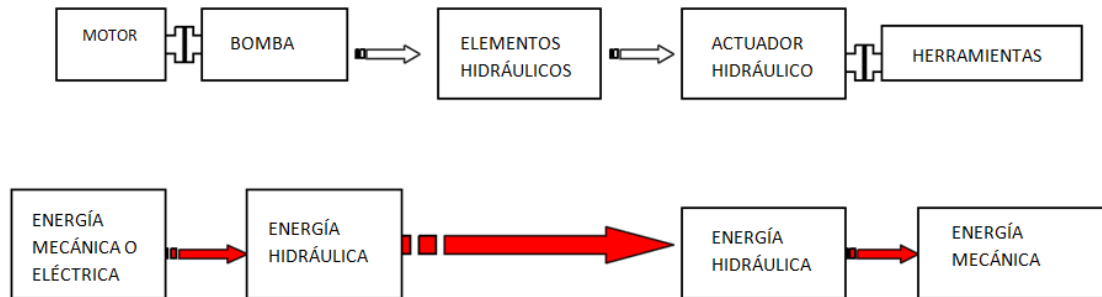 MOTOR
BOMBA
ELEMENTOS
HIDRÁULICOS
ACTUADOR
HIDRÁULICO
HERRAMIENTAS
ENERGÍA
MECÁNICA O
ELÉCTRICA
ENERGÍA
HIDRÁULICA
ENERGÍA
HIDRÁULICA
ENERGÍA
MECÁNICA